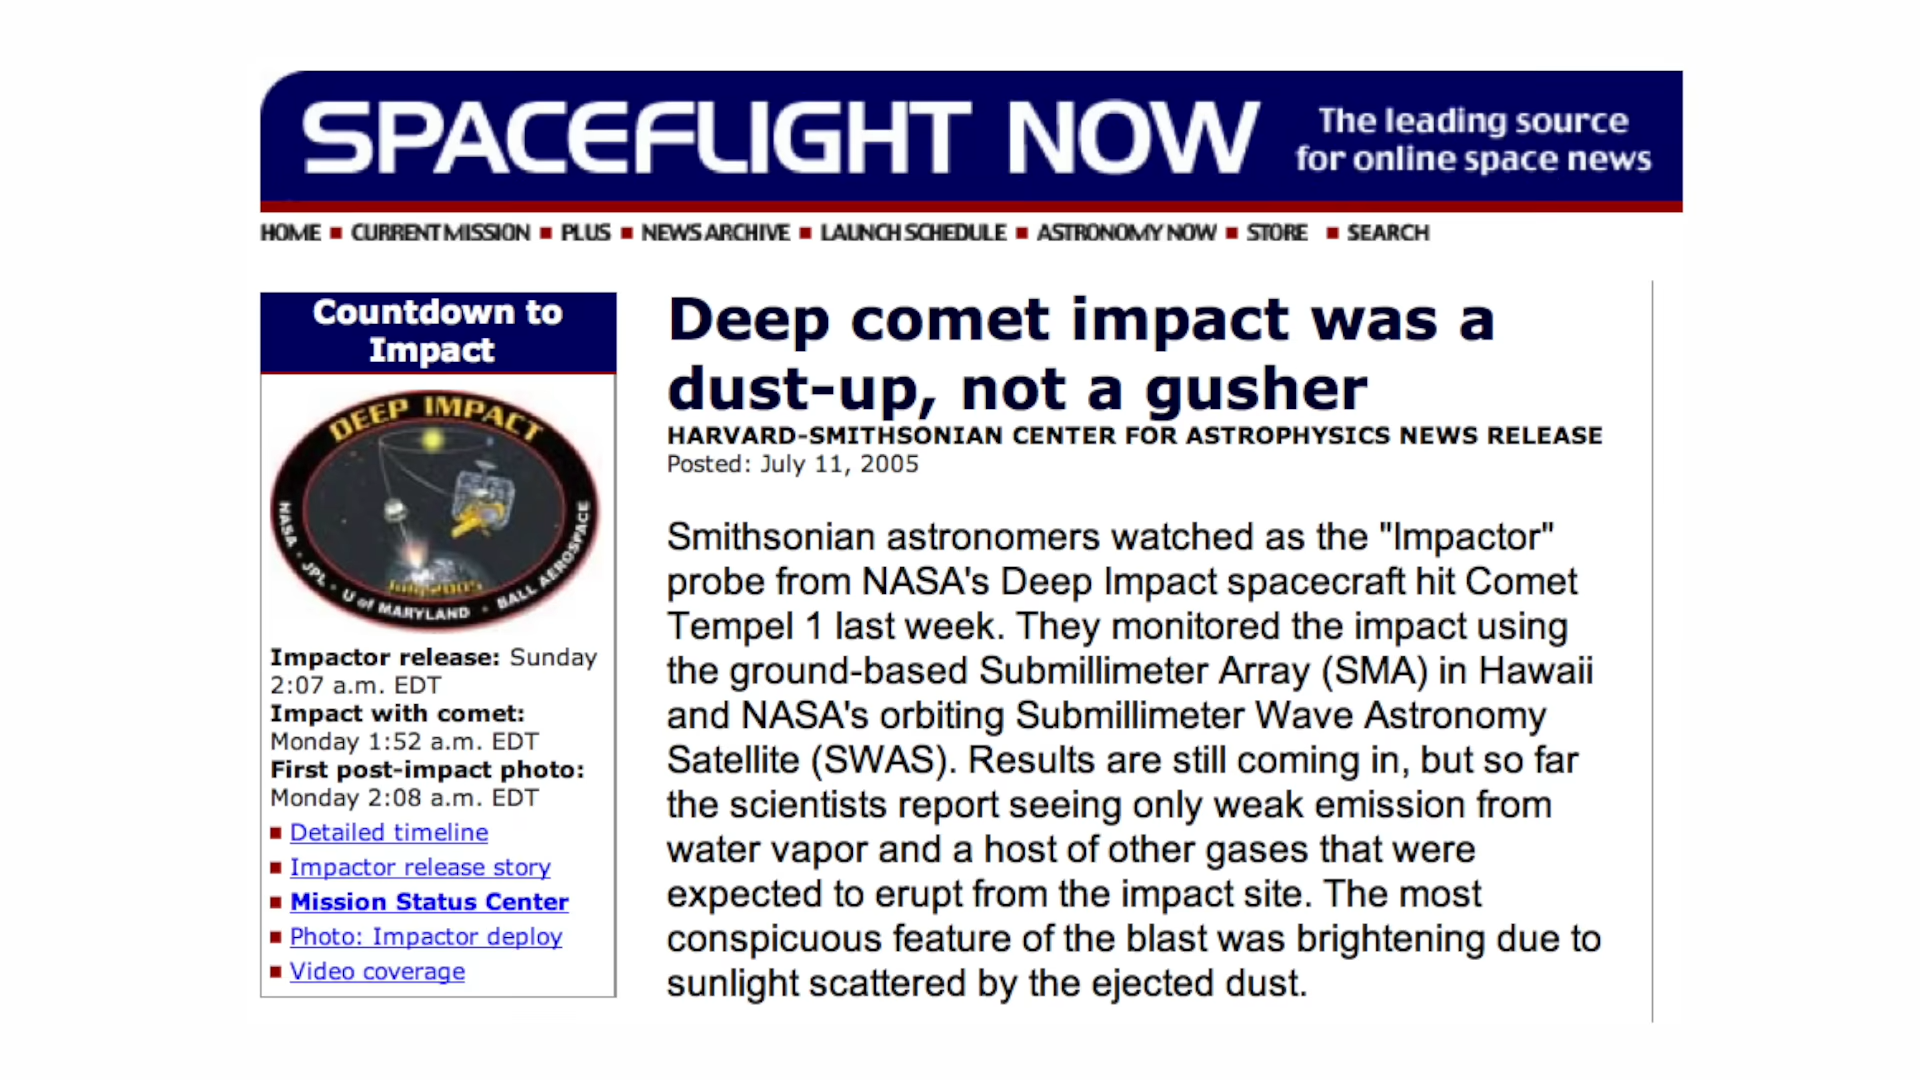 SPACEFLIGHT NOW
The leading source
for online space news
HOME ▪ CURRENT MISSION ▪ PLUS ▪ NEWS ARCHIVE ▪ LAUNCH SCHEDULE ▪ ASTRONOMY NOW ▪ STORE ▪ SEARCH
Countdown to
Impact
DEEP IMPACT
July 2005
NASA • JPL • U of MARYLAND • BALL AEROSPACE
Impactor release: Sunday
2:07 a.m. EDT
Impact with comet:
Monday 1:52 a.m. EDT
First post-impact photo:
Monday 2:08 a.m. EDT
Detailed timeline
Impactor release story
Mission Status Center
Photo: Impactor deploy
Video coverage
Deep comet impact was a
dust-up, not a gusher
HARVARD-SMITHSONIAN CENTER FOR ASTROPHYSICS NEWS RELEASE
Posted: July 11, 2005
Smithsonian astronomers watched as the "Impactor"
probe from NASA's Deep Impact spacecraft hit Comet
Tempel 1 last week. They monitored the impact using
the ground-based Submillimeter Array (SMA) in Hawaii
and NASA's orbiting Submillimeter Wave Astronomy
Satellite (SWAS). Results are still coming in, but so far
the scientists report seeing only weak emission from
water vapor and a host of other gases that were
expected to erupt from the impact site. The most
conspicuous feature of the blast was brightening due to
sunlight scattered by the ejected dust.